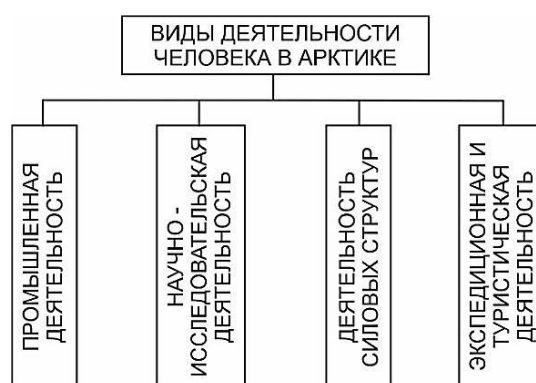 ВИДЫ ДЕЯТЕЛЬНОСТИ
ЧЕЛОВЕКА В АРКТИКЕ
ПРОМЫШЛЕННАЯ
ДЕЯТЕЛЬНОСТЬ
НАУЧНО -
ИССЛЕДОВАТЕЛЬСКАЯ
ДЕЯТЕЛЬНОСТЬ
ДЕЯТЕЛЬНОСТЬ
СИЛОВЫХ СТРУКТУР
ЭКСПЕДИЦИОННАЯ И
ТУРИСТИЧЕСКАЯ
ДЕЯТЕЛЬНОСТЬ